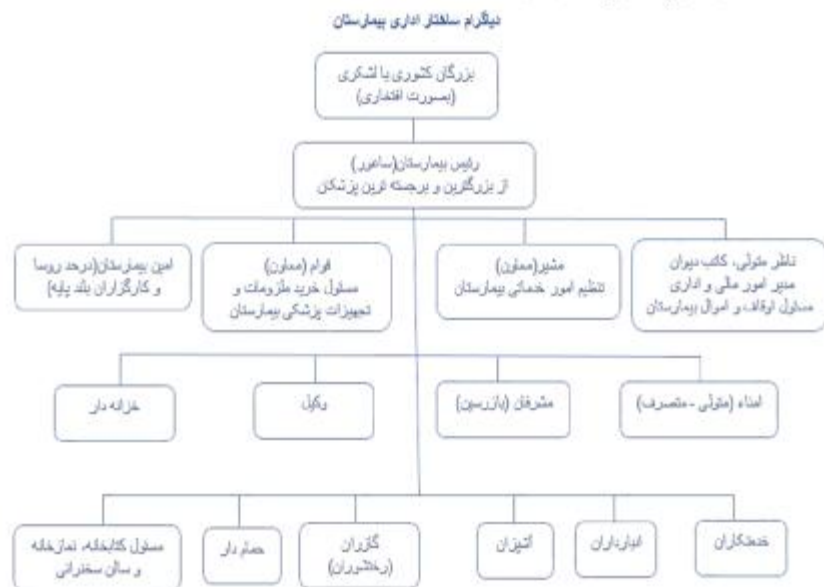 دیاگرام ساختار اداری بیمارستان
بزرگان کشوری یا لشکری
(بصورت افتخاری)
رئیس بیمارستان(ساعور)
از بزرگترین و برجسته ترین پزشکان
ناظر متولی، کاتب دیوان
مدیر امور مالی و اداری
مسئول اوقاف و اموال بیمارستان
مشیر(معاون)
تنظیم امور خدماتی بیمارستان
قوام (معاون)
مسئول خرید ملزومات و
تجهیزات پزشکی بیمارستان
امین بیمارستان(درحد روسا
و کارگزاران بلند پایه)
امناء (متولی - متصرف)
مشرفان (بازرسین)
وکیل
خزانه دار
خدمتکاران
انبارداران
آشپزان
گازران
(رختشوران)
حمام دار
مسئول کتابخانه، نمازخانه
و سالن سخنرانی